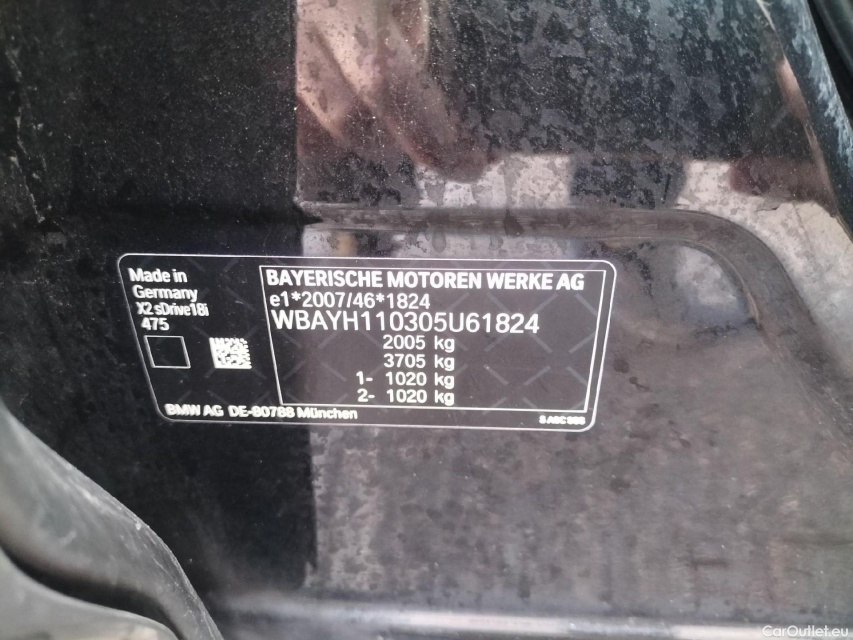 Made in
Germany
X2 sDrive18i
475
BAYERISCHE MOTOREN WERKE AG
e1*2007/46*1824
WBAYH110305U61824
2005 kg
3705 kg
1- 1020 kg
2- 1020 kg
BMW AG DE-80788 München
CarOutlet.eu